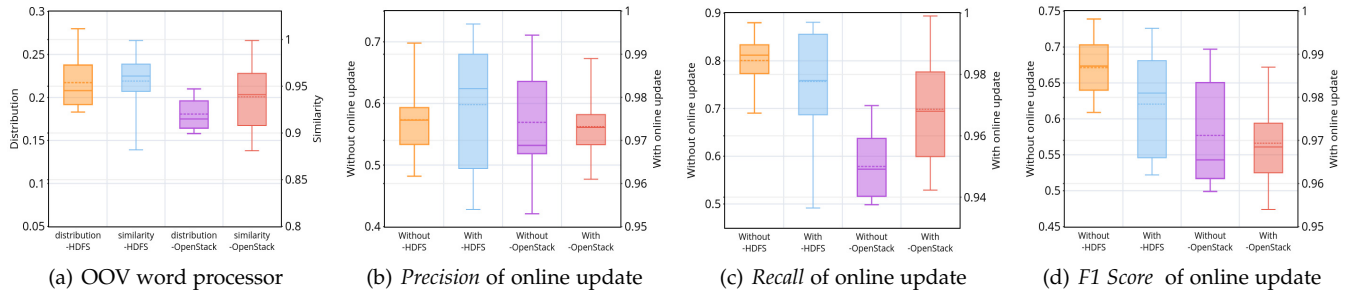 0.3
0.25
0.2
0.15
0.1
0.05
Distribution
1
0.95
0.9
0.85
0.8
Similarity
distribution
-HDFS
similarity
-HDFS
distribution
-OpenStack
similarity
-OpenStack
(a) OOV word processor
0.7
0.6
0.5
0.4
Without online update
1
0.99
0.98
0.97
0.96
0.95
With online update
Without
-HDFS
With
-HDFS
Without
-OpenStack
With
-OpenStack
(b) Precision of online update
0.9
0.8
0.7
0.6
0.5
Without online update
1
0.98
0.96
0.94
With online update
Without
-HDFS
With
-HDFS
Without
-OpenStack
With
-OpenStack
(c) Recall of online update
0.75
0.7
0.65
0.6
0.55
0.5
0.45
Without online update
1
0.99
0.98
0.97
0.96
0.95
With online update
Without
-HDFS
With
-HDFS
Without
-OpenStack
With
-OpenStack
(d) F1 Score of online update